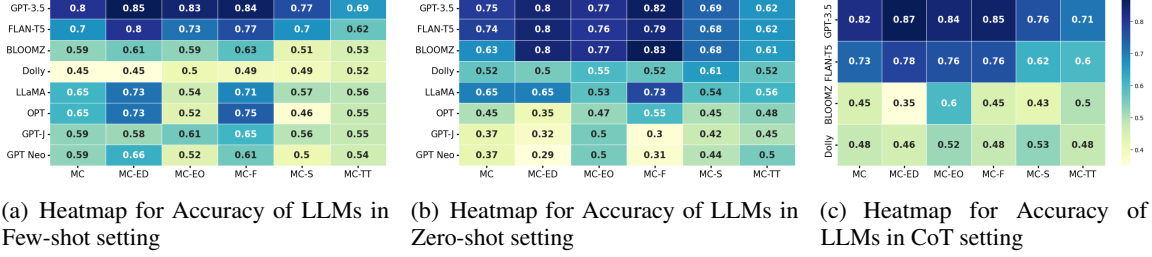 GPT-3.5 0.8 0.85 0.83 0.84 0.77 0.69
FLAN-T5 0.7 0.8 0.73 0.77 0.7 0.62
BLOOMZ 0.59 0.61 0.59 0.63 0.51 0.53
Dolly 0.45 0.45 0.5 0.49 0.49 0.52
LLaMA 0.65 0.73 0.54 0.71 0.57 0.56
OPT 0.65 0.73 0.52 0.75 0.46 0.55
GPT-J 0.59 0.58 0.61 0.65 0.56 0.55
GPT Neo 0.59 0.66 0.52 0.61 0.5 0.54
MC MC-ED MC-EO MC-F MC-S MC-TT
(a) Heatmap for Accuracy of LLMs in
Few-shot setting
GPT-3.5 0.75 0.8 0.77 0.82 0.69 0.62
FLAN-T5 0.74 0.8 0.76 0.79 0.68 0.62
BLOOMZ 0.63 0.8 0.77 0.83 0.68 0.61
Dolly 0.52 0.5 0.55 0.52 0.61 0.52
LLaMA 0.65 0.65 0.53 0.73 0.54 0.56
OPT 0.45 0.35 0.47 0.55 0.45 0.48
GPT-J 0.37 0.32 0.5 0.3 0.42 0.45
GPT Neo 0.37 0.29 0.5 0.31 0.44 0.5
MC MC-ED MC-EO MC-F MC-S MC-TT
(b) Heatmap for Accuracy of LLMs in
Zero-shot setting
GPT-3.5 0.82 0.87 0.84 0.85 0.76 0.71
FLAN-T5 0.73 0.78 0.76 0.76 0.62 0.6
BLOOMZ 0.45 0.35 0.6 0.45 0.43 0.5
Dolly 0.48 0.46 0.52 0.48 0.53 0.48
MC MC-ED MC-EO MC-F MC-S MC-TT
0.8
0.7
0.6
0.5
0.4
(c) Heatmap for Accuracy of
LLMs in CoT setting